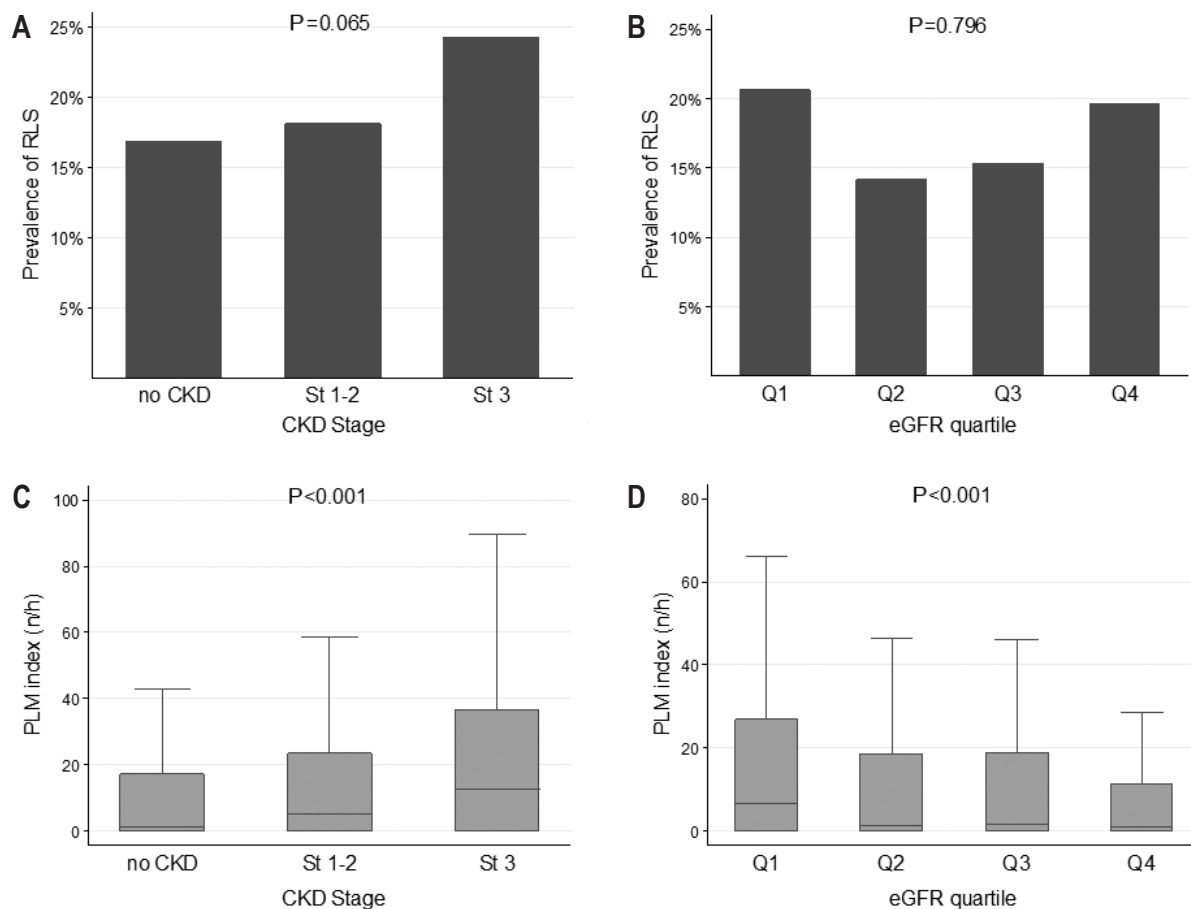 A
P=0.065
Prevalence of RLS
25%
20%
15%
10%
5%
no CKD St 1-2 St 3
CKD Stage
B
P=0.796
Prevalence of RLS
25%
20%
15%
10%
5%
Q1 Q2 Q3 Q4
eGFR quartile
C
P<0.001
PLM index (n/h)
100
80
60
40
20
0
no CKD St 1-2 St 3
CKD Stage
D
P<0.001
PLM index (n/h)
80
60
40
20
0
Q1 Q2 Q3 Q4
eGFR quartile